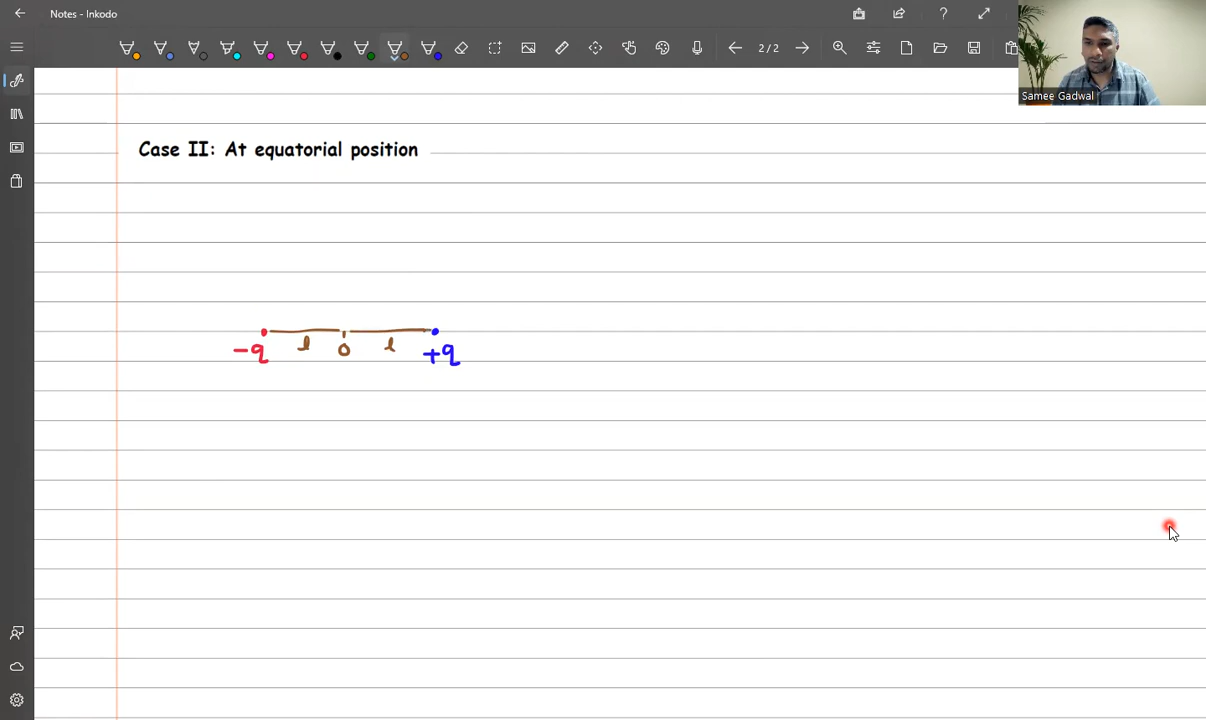 Notes - Inkodo
2/2
Samee Gadwal
Case II: At equatorial position
-q l O l +q